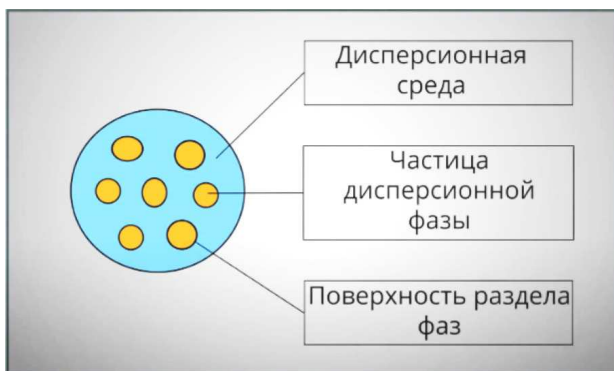 Дисперсионная
среда
Частица
дисперсионной
фазы
Поверхность раздела
фаз